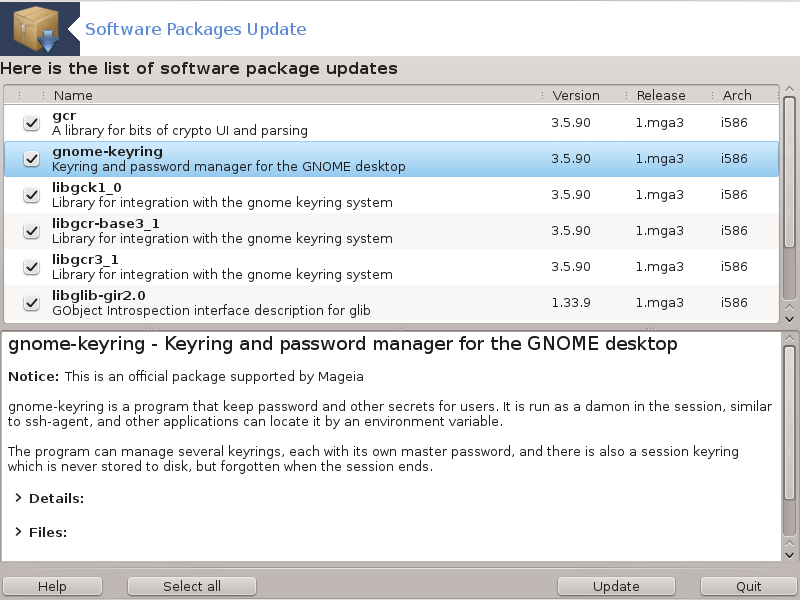 Software Packages Update
Here is the list of software package updates
Name Version Release Arch
gcr
A library for bits of crypto UI and parsing
3.5.90 1.mga3 i586
gnome-keyring
Keyring and password manager for the GNOME desktop
3.5.90 1.mga3 i586
libgck1_0
Library for integration with the gnome keyring system
3.5.90 1.mga3 i586
libgcr-base3_1
Library for integration with the gnome keyring system
3.5.90 1.mga3 i586
libgcr3_1
Library for integration with the gnome keyring system
3.5.90 1.mga3 i586
libglib-gir2.0
GObject Introspection interface description for glib
1.33.9 1.mga3 i586
gnome-keyring - Keyring and password manager for the GNOME desktop
Notice: This is an official package supported by Mageia
gnome-keyring is a program that keep password and other secrets for users. It is run as a damon in the session, similar
to ssh-agent, and other applications can locate it by an environment variable.
The program can manage several keyrings, each with its own master password, and there is also a session keyring
which is never stored to disk, but forgotten when the session ends.
Details:
Files:
Help Select all Update Quit